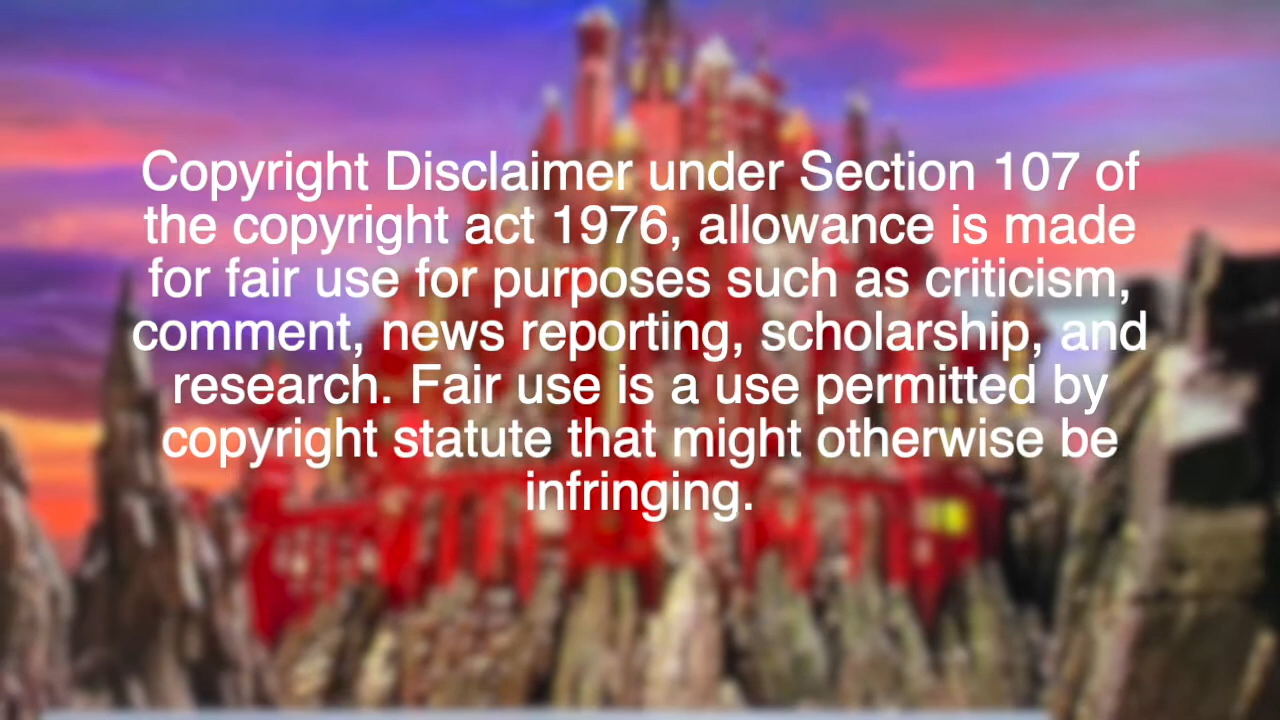 Copyright Disclaimer under Section 107 of
the copyright act 1976, allowance is made
for fair use for purposes such as criticism,
comment, news reporting, scholarship, and
research. Fair use is a use permitted by
copyright statute that might otherwise be
infringing.